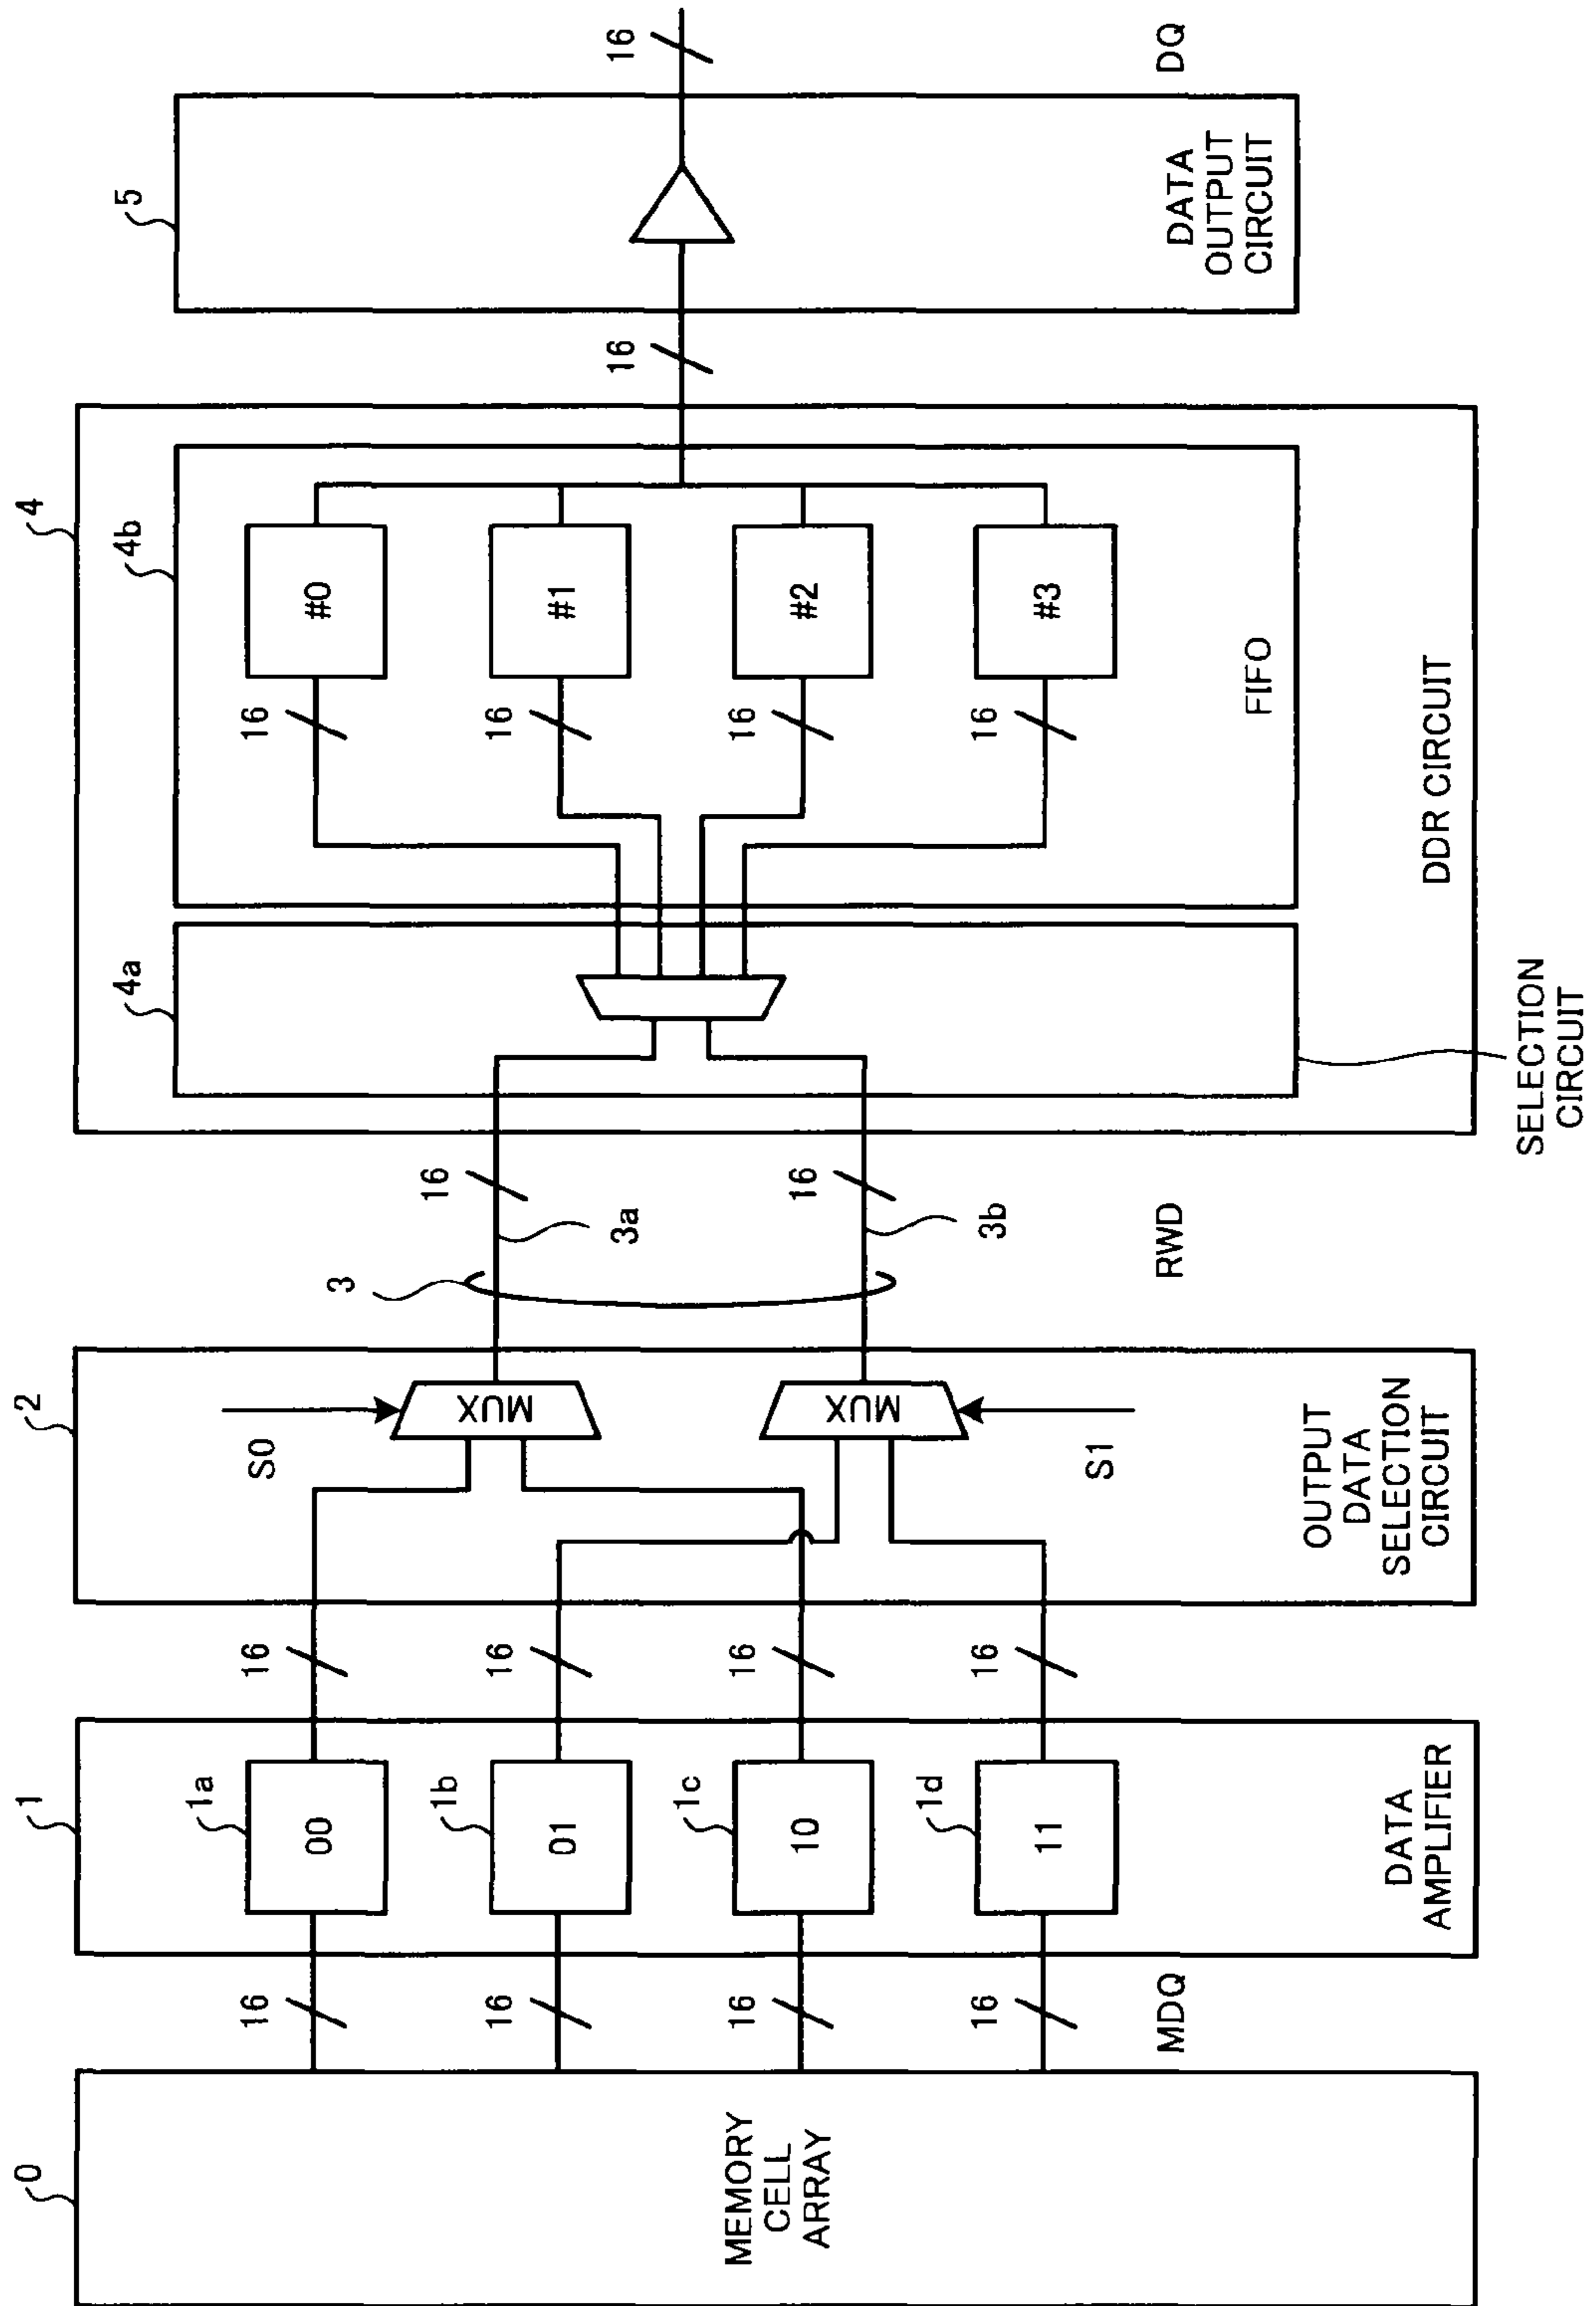 0
MEMORY
CELL
ARRAY
16
16
16
16
MDQ
1
1a
00
1b
01
1c
10
1d
11
DATA
AMPLIFIER
16
16
16
16
2
S0
MUX
MUX
S1
OUTPUT
DATA
SELECTION
CIRCUIT
3
16
3a
16
3b
RWD
4
4a
SELECTION
CIRCUIT
4b
16
16
16
16
#0
#1
#2
#3
FIFO
DDR CIRCUIT
16
5
DATA
OUTPUT
CIRCUIT
16
DQ